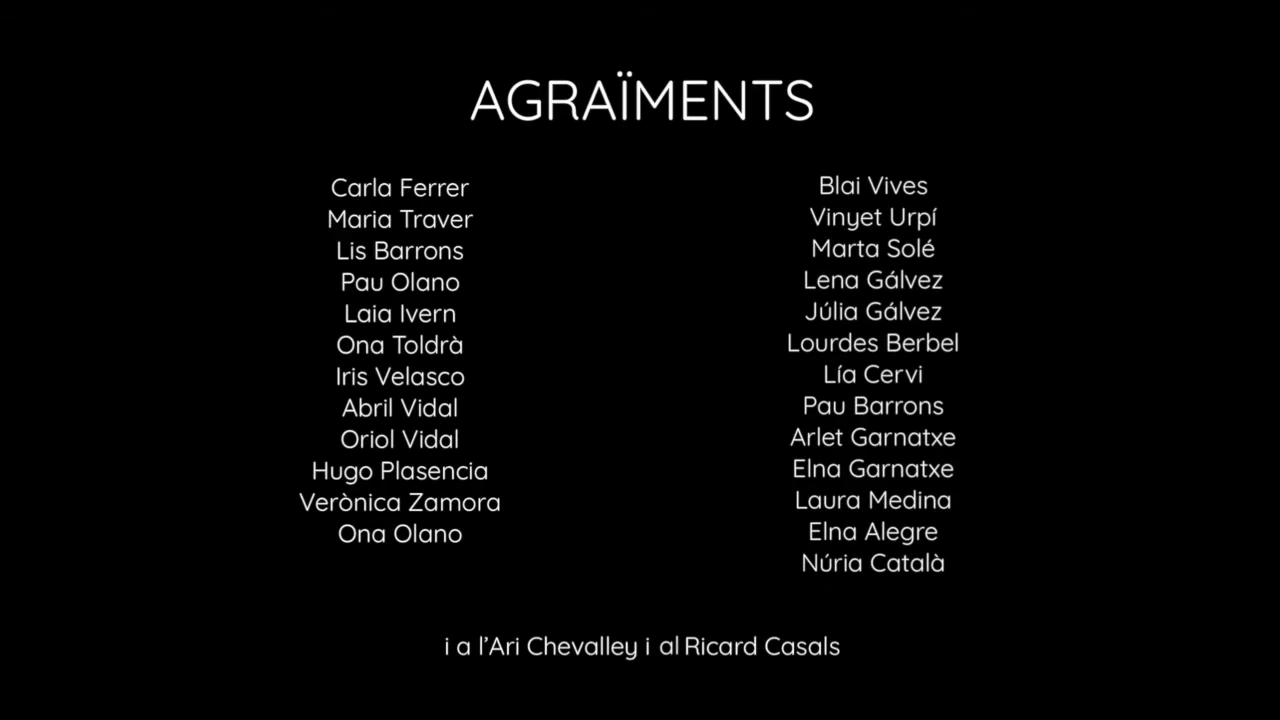 AGRAÏMENTS
Carla Ferrer
Maria Traver
Lis Barrons
Pau Olano
Laia Ivern
Ona Toldrà
Iris Velasco
Abril Vidal
Oriol Vidal
Hugo Plasencia
Verònica Zamora
Ona Olano
Blai Vives
Vinyet Urpí
Marta Solé
Lena Gálvez
Júlia Gálvez
Lourdes Berbel
Lía Cervi
Pau Barrons
Arlet Garnatxe
Elna Garnatxe
Laura Medina
Elna Alegre
Núria Català
i a l’Ari Chevalley i al Ricard Casals